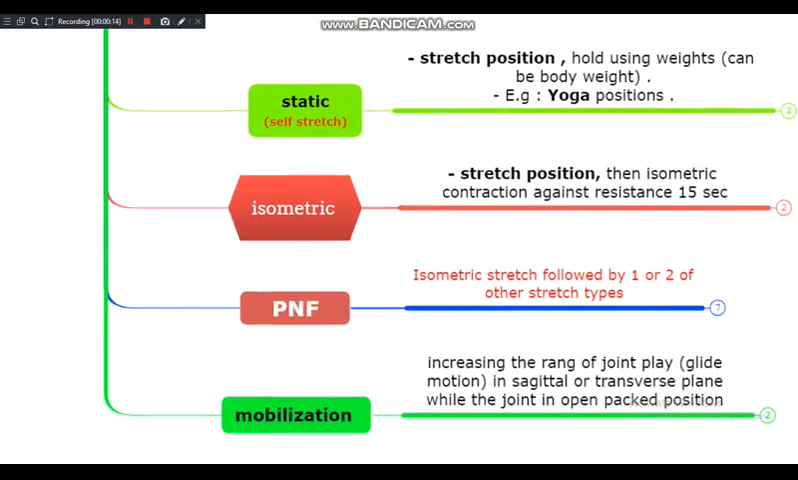 Recording [00:00:14]
www.BANDICAM.com
- stretch position , hold using weights (can
be body weight) .
- E.g : Yoga positions .
static
(self stretch)
2
- stretch position, then isometric
contraction against resistance 15 sec
isometric
2
Isometric stretch followed by 1 or 2 of
other stretch types
PNF
7
increasing the rang of joint play (glide
motion) in sagittal or transverse plane
while the joint in open packed position
mobilization
2